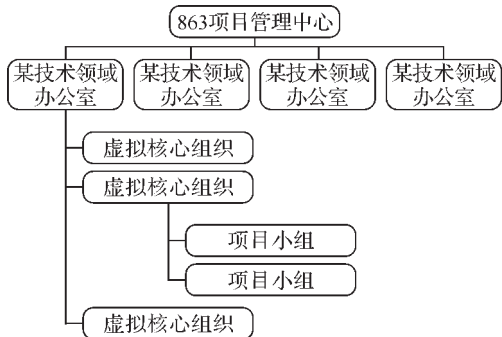 863项目管理中心
某技术领域
办公室
某技术领域
办公室
某技术领域
办公室
某技术领域
办公室
虚拟核心组织
虚拟核心组织
项目小组
项目小组
虚拟核心组织